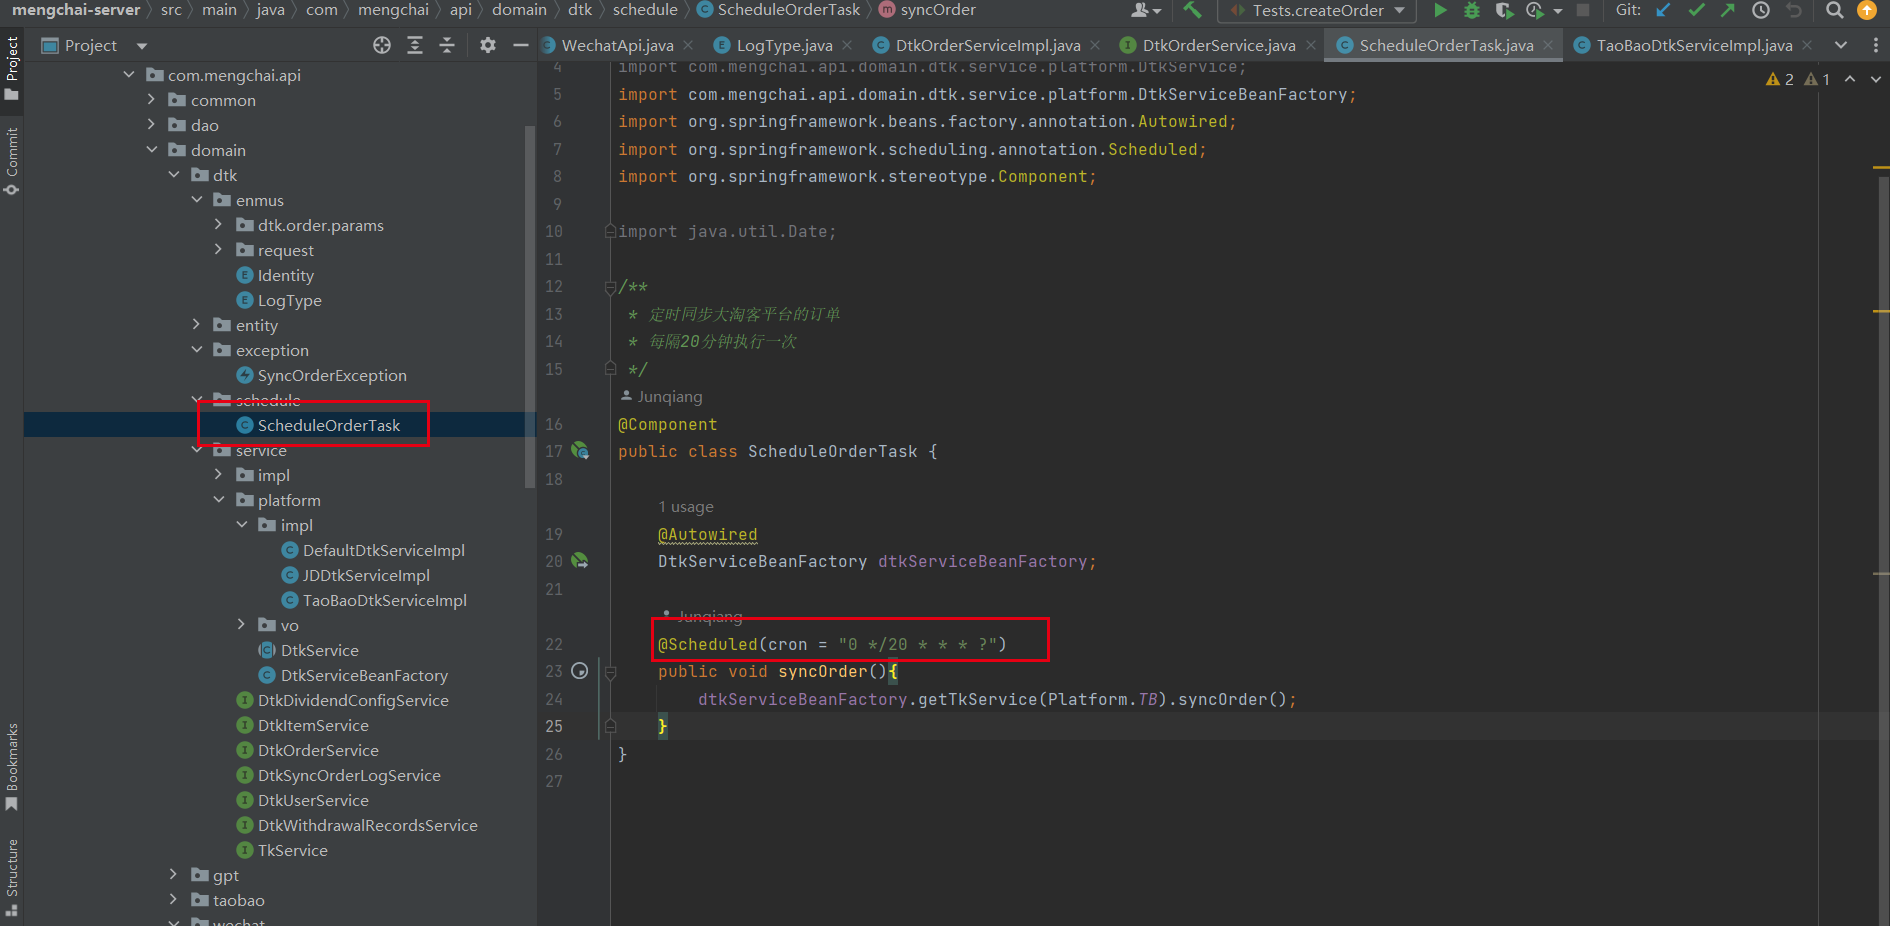 mengchai-server src main java com mengchai api domain dtk schedule ScheduleOrderTask syncOrder
Tests.createOrder
Git:
Project
WechatApi.java
LogType.java
DtkOrderServiceImpl.java
DtkOrderService.java
ScheduleOrderTask.java
TaoBaoDtkServiceImpl.java
Project
Commit
Bookmarks
Structure
com.mengchai.api
common
dao
domain
dtk
enmus
dtk.order.params
request
Identity
LogType
entity
exception
SyncOrderException
schedule
ScheduleOrderTask
service
impl
platform
impl
DefaultDtkServiceImpl
JDDtkServiceImpl
TaoBaoDtkServiceImpl
vo
DtkService
DtkServiceBeanFactory
DtkDividendConfigService
DtkItemService
DtkOrderService
DtkSyncOrderLogService
DtkUserService
DtkWithdrawalRecordsService
TkService
gpt
taobao
wechat
2 1
4 import com.mengchai.api.domain.dtk.service.platform.DtkService;
5 import com.mengchai.api.domain.dtk.service.platform.DtkServiceBeanFactory;
6 import org.springframework.beans.factory.annotation.Autowired;
7 import org.springframework.scheduling.annotation.Scheduled;
8 import org.springframework.stereotype.Component;
9
10 import java.util.Date;
11
12 /**
13 * 定时同步大淘客平台的订单
14 * 每隔20分钟执行一次
15 */
Junqiang
16 @Component
17 public class ScheduleOrderTask {
18
1 usage
19 @Autowired
20 DtkServiceBeanFactory dtkServiceBeanFactory;
21
Junqiang
22 @Scheduled(cron = "0 */20 * * * ?")
23 public void syncOrder(){
24 dtkServiceBeanFactory.getTkService(Platform.TB).syncOrder();
25 }
26 }
27